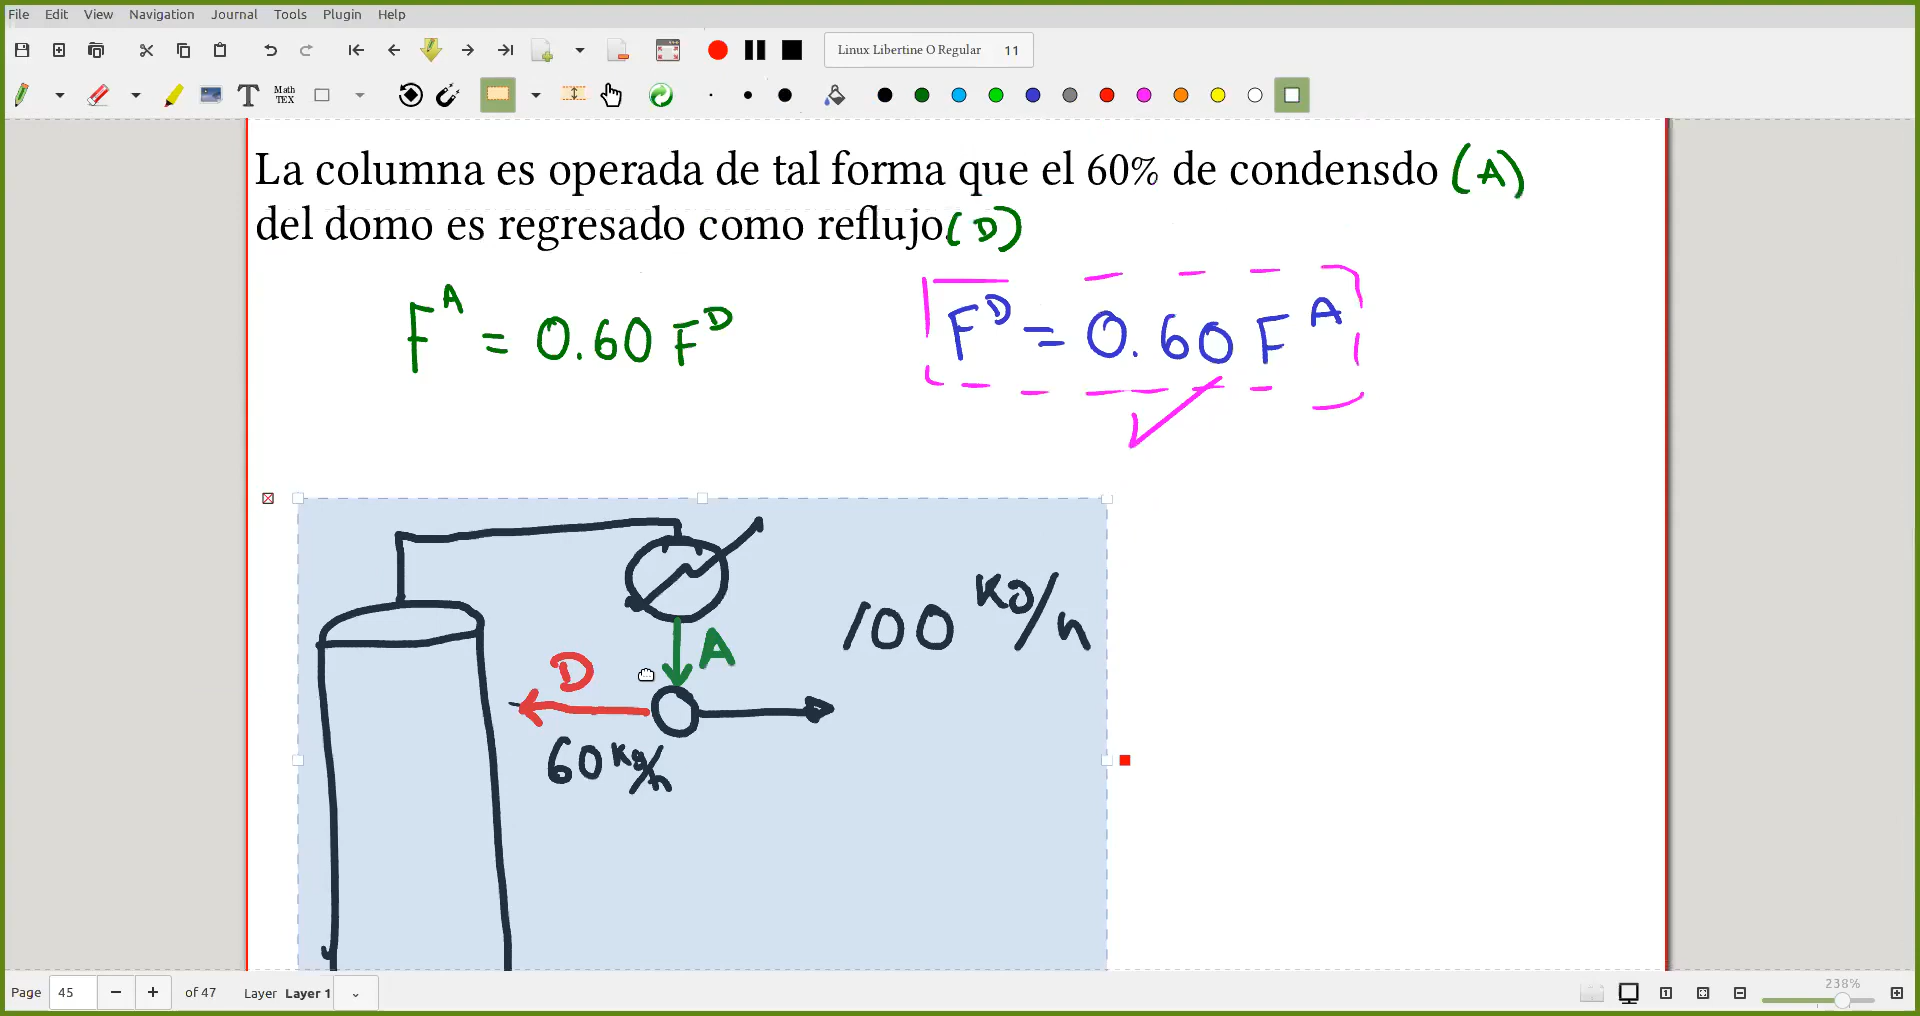 File Edit View Navigation Journal Tools Plugin Help
Linux Libertine O Regular 11
T Math TEX
La columna es operada de tal forma que el 60% de condensdo (A)
del domo es regresado como reflujo (D)
F^A = 0.60 F^D
F^D = 0.60 F^A
100 Kg/h
A
D
60 Kg/h
Page 45 of 47 Layer Layer 1 238%